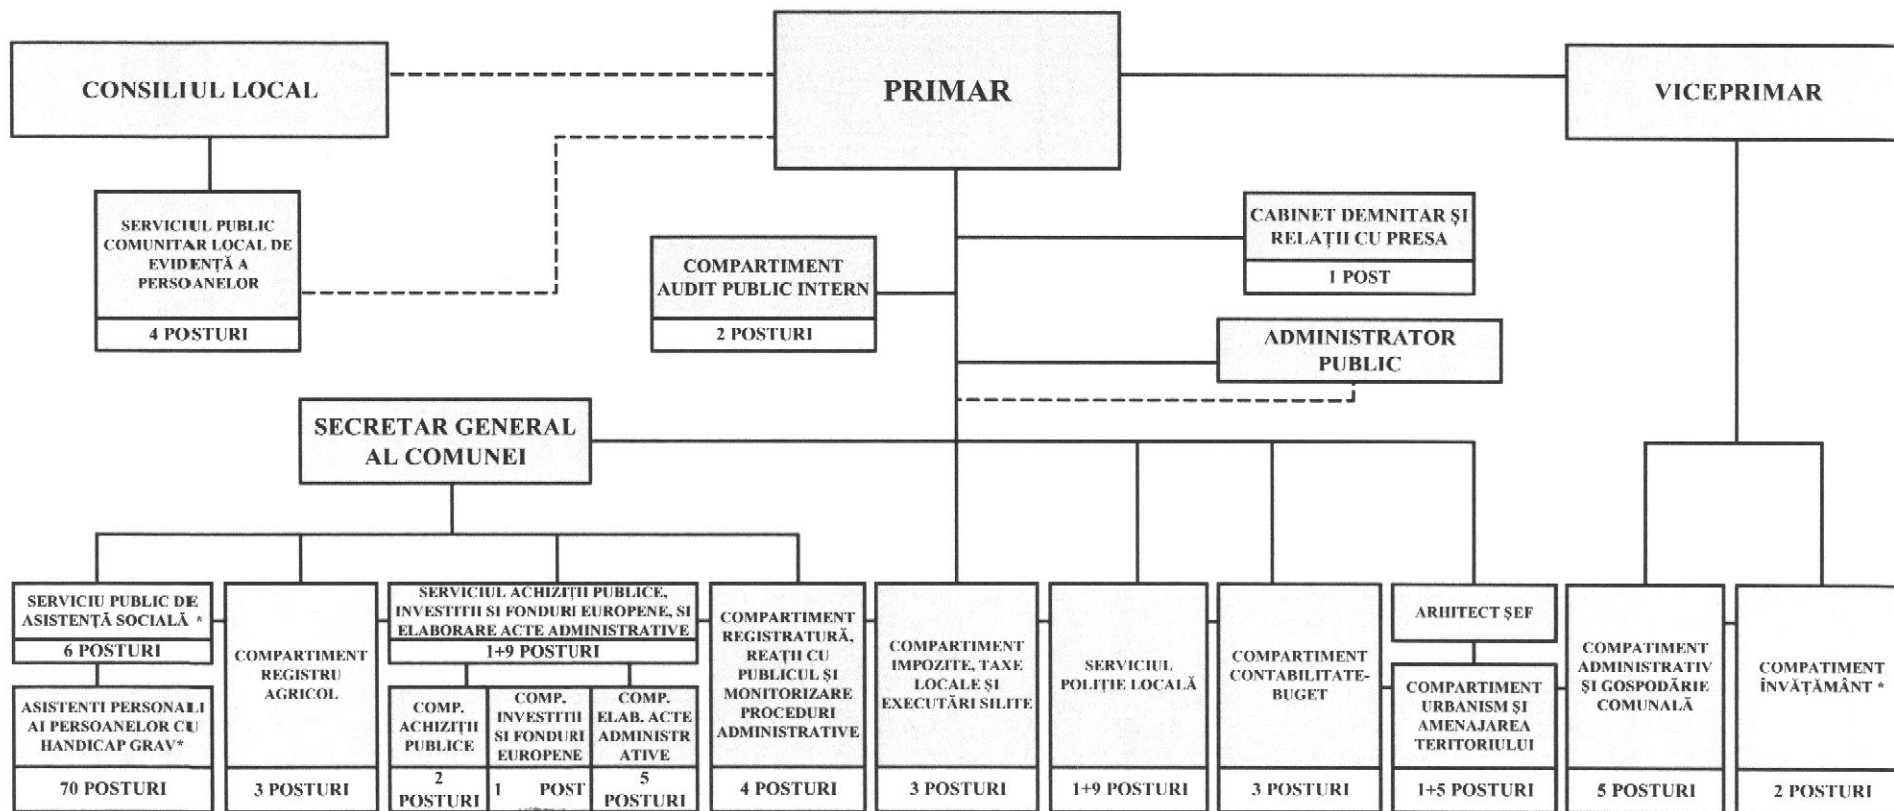 CONSILIUL LOCAL
PRIMAR
VICEPRIMAR
SERVICIUL PUBLIC
COMUNITAR LOCAL DE
EVIDENȚĂ A
PERSOANELOR
4 POSTURI
COMPARTIMENT
AUDIT PUBLIC INTERN
2 POSTURI
CABINET DEMNITAR ȘI
RELAȚII CU PRESA
1 POST
ADMINISTRATOR
PUBLIC
SECRETAR GENERAL
AL COMUNEI
SERVICIU PUBLIC DE
ASISTENȚĂ SOCIALĂ *
6 POSTURI
ASISTENTI PERSONALI
AI PERSOANELOR CU
HANDICAP GRAV*
70 POSTURI
COMPARTIMENT
REGISTRU
AGRICOL
3 POSTURI
SERVICIUL ACHIZIȚII PUBLICE,
INVESTITII SI FONDURI EUROPENE, SI
ELABORARE ACTE ADMINISTRATIVE
1+9 POSTURI
COMP.
ACHIZIȚII
PUBLICE
2
POSTURI
COMP.
INVESTITII
SI FONDURI
EUROPENE
1 POST
COMP.
ELAB. ACTE
ADMINISTR
ATIVE
5
POSTURI
COMPARTIMENT
REGISTRATURĂ,
REAȚII CU
PUBLICUL ȘI
MONITORIZARE
PROCEDURI
ADMINISTRATIVE
4 POSTURI
COMPARTIMENT
IMPOZITE, TAXE
LOCALE ȘI
EXECUTĂRI SILITE
3 POSTURI
SERVICIUL
POLIȚIE LOCALĂ
1+9 POSTURI
COMPARTIMENT
CONTABILITATE-
BUGET
3 POSTURI
ARHITECT ȘEF
COMPARTIMENT
URBANISM ȘI
AMENAJAREA
TERITORIULUI
1+5 POSTURI
COMPATIMENT
ADMINISTRATIV
ȘI GOSPODĂRIE
COMUNALĂ
5 POSTURI
COMPATIMENT
ÎNVĂȚĂMÂNT *
2 POSTURI